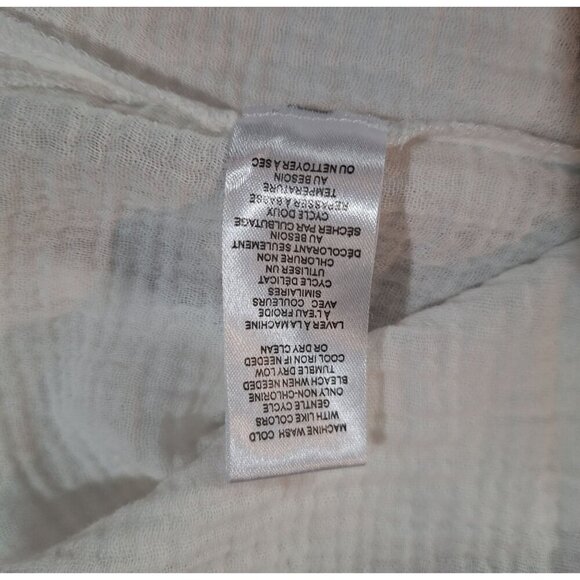 MACHINE WASH COLD
WITH LIKE COLORS
GENTLE CYCLE
ONLY NON-CHLORINE
BLEACH WHEN NEEDED
TUMBLE DRY LOW
COOL IRON IF NEEDED
OR DRY CLEAN
LAVER À LA MACHINE
À L'EAU FROIDE
AVEC COULEURS
SIMILAIRES
CYCLE DÉLICAT
UTILISER UN
CHLORURE NON
DÉCOLORANT SEULEMENT
AU BESOIN
SÉCHER PAR CULBUTAGE
CYCLE DOUX
REPASSER À BASSE
TEMPERATURE
AU BESOIN
OU NETTOYER À SEC